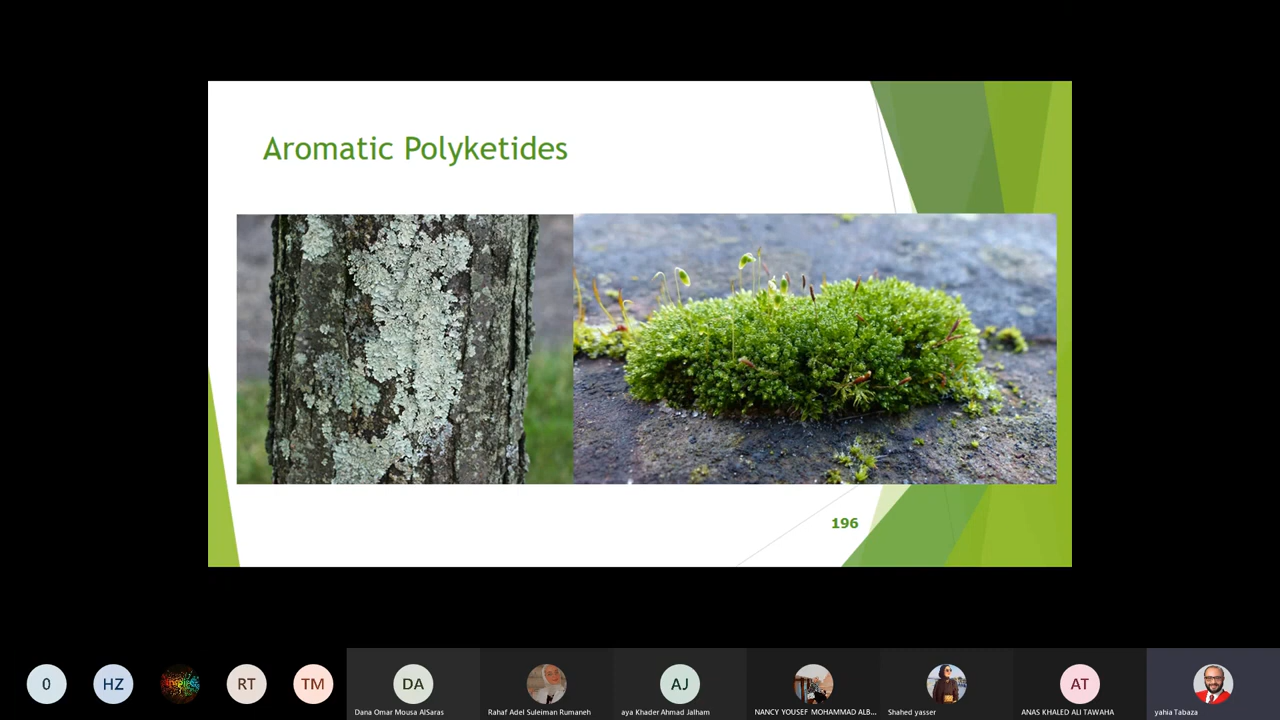 Aromatic Polyketides
196
0
HZ
RT
TM
DA
Dana Omar Mousa AlSaras
Rahaf Adel Suleiman Rumaneh
AJ
aya Khader Ahmad Jalham
NANCY YOUSEF MOHAMMAD ALB...
Shahed yasser
AT
ANAS KHALED ALI TAWAHA
yahia Tabaza